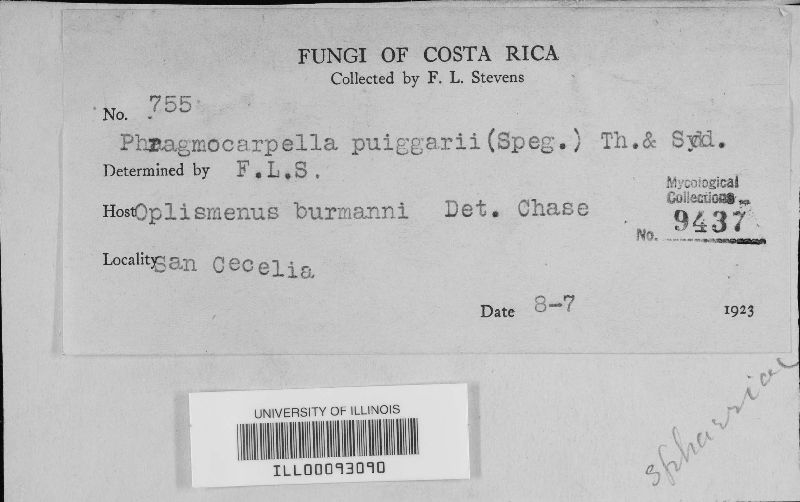 FUNGI OF COSTA RICA
Collected by F. L. Stevens
No. 755
Phragmocarpella puiggarii (Speg.) Th.& Syd.
Determined by F.L.S.
Host Oplismenus burmanni Det. Chase
Mycological
Collections
No. 9437
Locality San Cecelia
Date 8-7 1923
UNIVERSITY OF ILLINOIS
ILL00093090